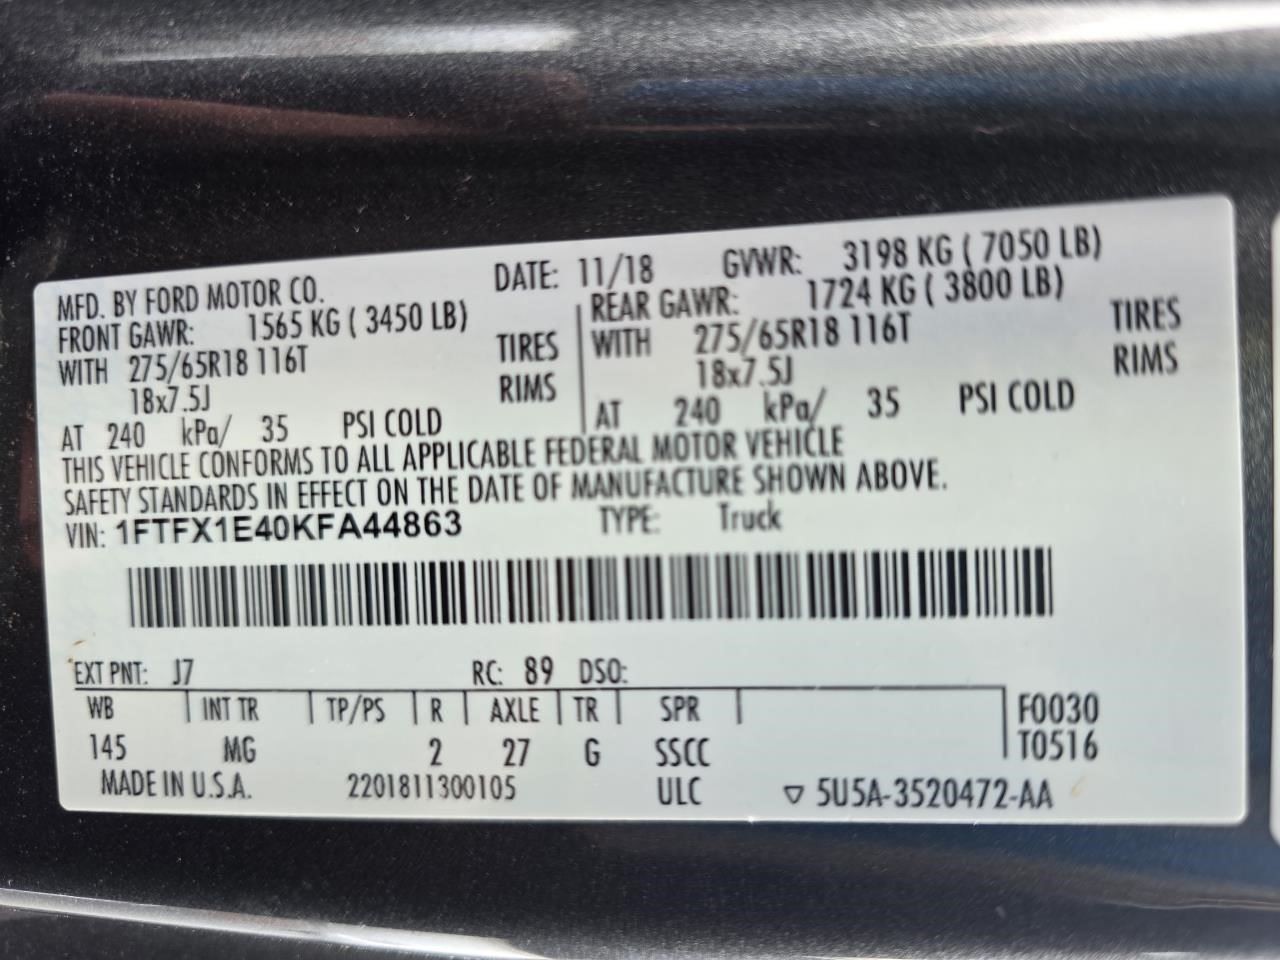 MFD. BY FORD MOTOR CO. DATE: 11/18 GVWR: 3198 KG ( 7050 LB)
FRONT GAWR: 1565 KG ( 3450 LB) REAR GAWR: 1724 KG ( 3800 LB)
WITH 275/65R18 116T TIRES WITH 275/65R18 116T TIRES
18x7.5J RIMS 18x7.5J RIMS
AT 240 kPa/ 35 PSI COLD AT 240 kPa/ 35 PSI COLD
THIS VEHICLE CONFORMS TO ALL APPLICABLE FEDERAL MOTOR VEHICLE
SAFETY STANDARDS IN EFFECT ON THE DATE OF MANUFACTURE SHOWN ABOVE.
VIN: 1FTFX1E40KFA44863 TYPE: Truck
EXT PNT: J7 RC: 89 DSO:
WB INT TR TP/PS R AXLE TR SPR F0030
145 MG 2 27 G SSCC T0516
MADE IN U.S.A. 2201811300105 ULC ▽ 5U5A-3520472-AA